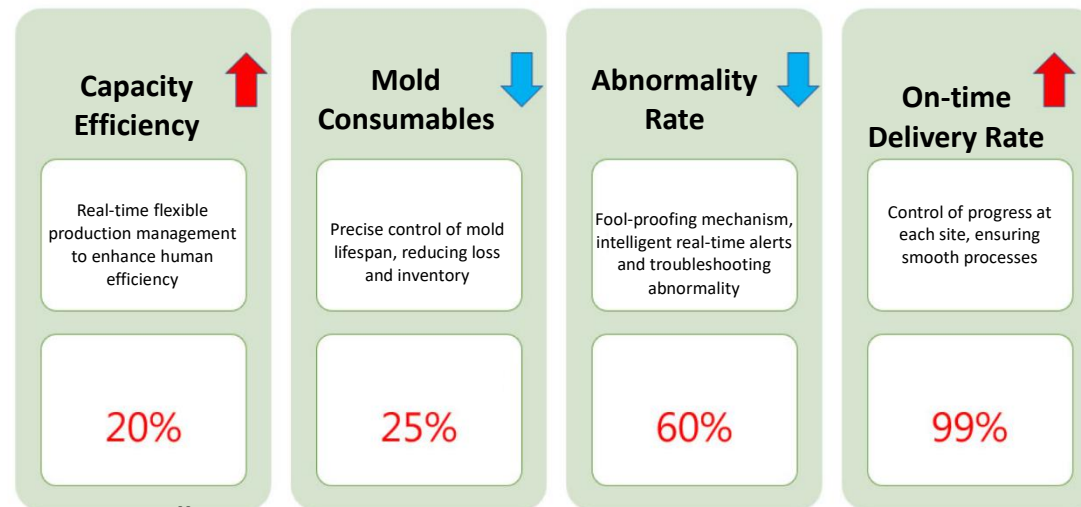 Capacity
Efficiency
Real-time flexible
production management
to enhance human
efficiency
20%
Mold
Consumables
Precise control of mold
lifespan, reducing loss
and inventory
25%
Abnormality
Rate
Fool-proofing mechanism,
intelligent real-time alerts
and troubleshooting
abnormality
60%
On-time
Delivery Rate
Control of progress at
each site, ensuring
smooth processes
99%